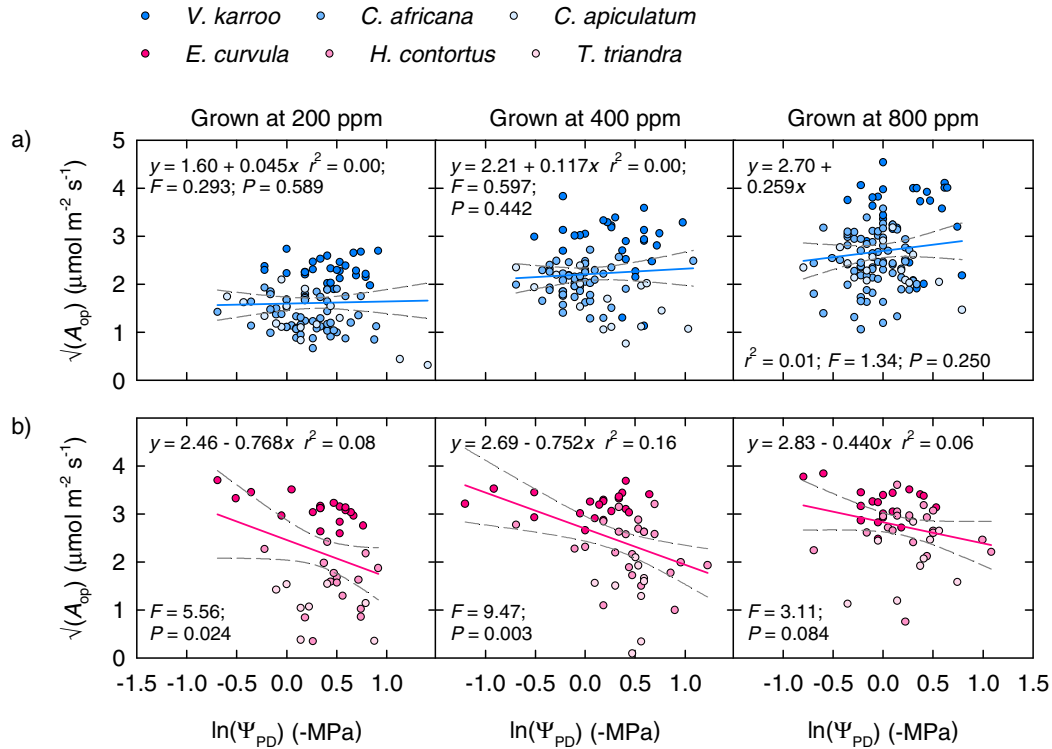 V. karroo C. africana C. apiculatum
E. curvula H. contortus T. triandra
Grown at 200 ppm Grown at 400 ppm Grown at 800 ppm
a)
y = 1.60 + 0.045x r² = 0.00;
F = 0.293; P = 0.589
y = 2.21 + 0.117x r² = 0.00;
F = 0.597;
P = 0.442
y = 2.70 +
0.259x
r² = 0.01; F = 1.34; P = 0.250
5
4
3
2
1
0
√(A_op) (μmol m⁻² s⁻¹)
b)
y = 2.46 - 0.768x r² = 0.08
F = 5.56;
P = 0.024
y = 2.69 - 0.752x r² = 0.16
F = 9.47;
P = 0.003
y = 2.83 - 0.440x r² = 0.06
F = 3.11;
P = 0.084
4
3
2
1
0
√(A_op) (μmol m⁻² s⁻¹)
-1.5 -1.0 -0.5 0.0 0.5 1.0 -1.0 -0.5 0.0 0.5 1.0 -1.0 -0.5 0.0 0.5 1.0 1.5
ln(Ψ_PD) (-MPa) ln(Ψ_PD) (-MPa) ln(Ψ_PD) (-MPa)